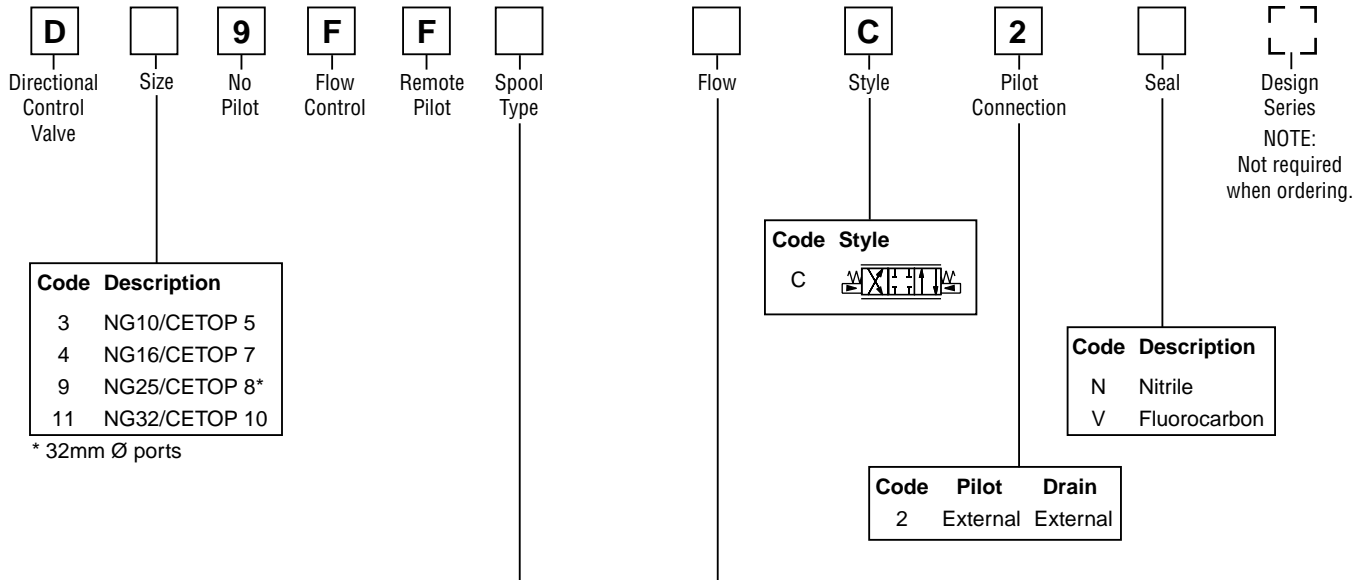 D 9 F F C 2
Directional
Control
Valve
Size
No
Pilot
Flow
Control
Remote
Pilot
Spool
Type
Flow
Style
Pilot
Connection
Seal
Design
Series
NOTE:
Not required
when ordering.
Code Style
C
Code Description
3 NG10/CETOP 5
4 NG16/CETOP 7
9 NG25/CETOP 8*
11 NG32/CETOP 10
* 32mm Ø ports
Code Description
N Nitrile
V Fluorocarbon
Code Pilot Drain
2 External External